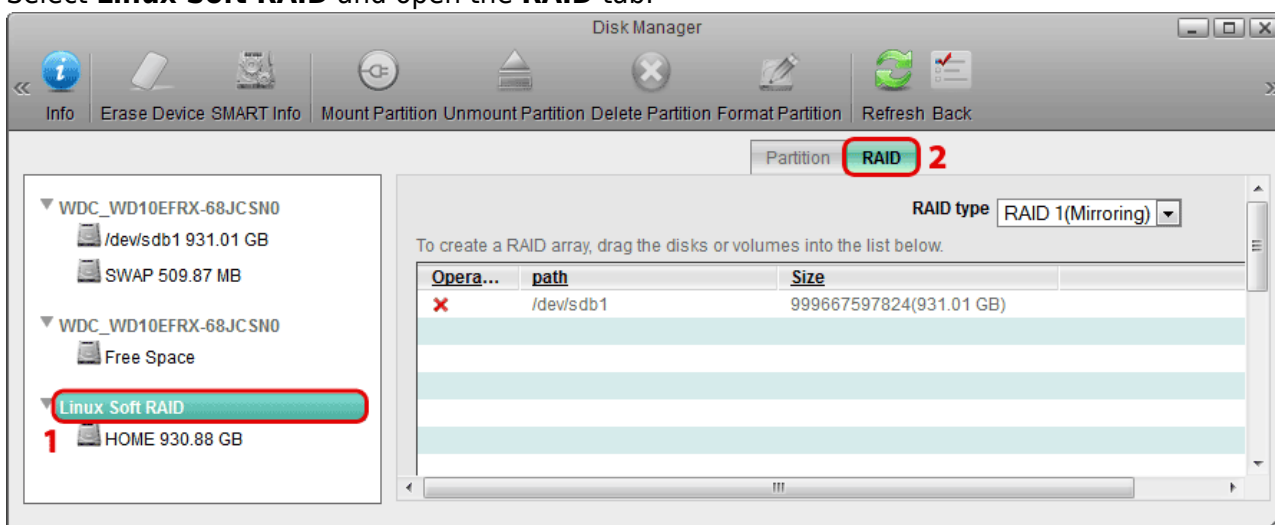 Select Linux Soft RAID and open the RAID tab.
Disk Manager
Info Erase Device SMART Info Mount Partition Unmount Partition Delete Partition Format Partition Refresh Back
Partition RAID 2
WDC_WD10EFRX-68JCSN0
/dev/sdb1 931.01 GB
SWAP 509.87 MB
WDC_WD10EFRX-68JCSN0
Free Space
Linux Soft RAID
1 HOME 930.88 GB
RAID type RAID 1(Mirroring)
To create a RAID array, drag the disks or volumes into the list below.
Opera... path Size
/dev/sdb1 999667597824(931.01 GB)